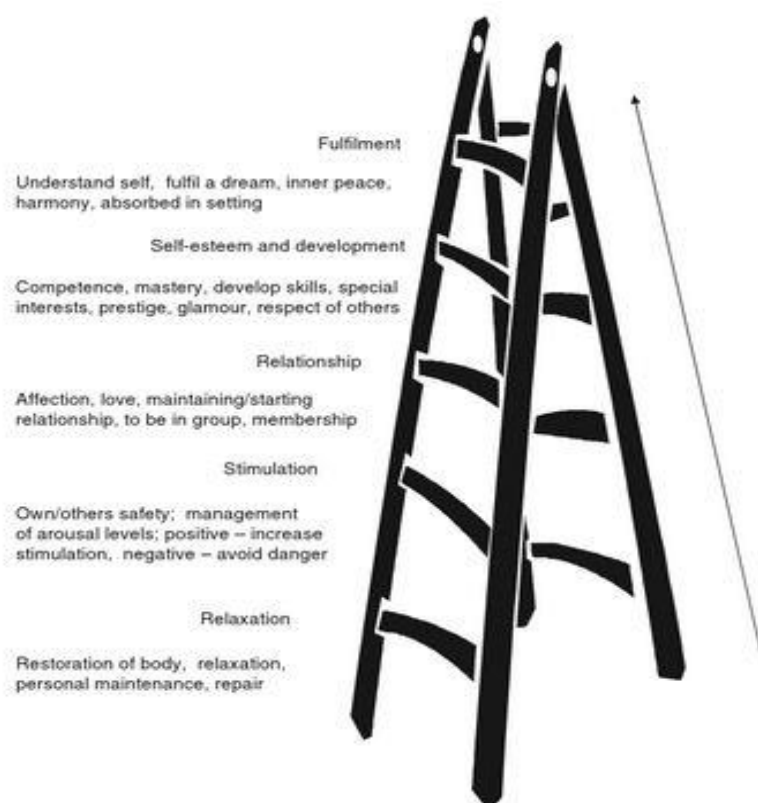 Fulfilment
Understand self, fulfil a dream, inner peace,
harmony, absorbed in setting
Self-esteem and development
Competence, mastery, develop skills, special
interests, prestige, glamour, respect of others
Relationship
Affection, love, maintaining/starting
relationship, to be in group, membership
Stimulation
Own/others safety; management
of arousal levels; positive – increase
stimulation, negative – avoid danger
Relaxation
Restoration of body, relaxation,
personal maintenance, repair